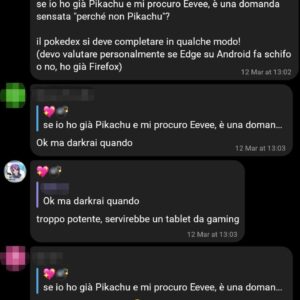 se io ho già Pikachu e mi procuro Eevee, è una domanda
sensata "perché non Pikachu"?
il pokedex si deve completare in qualche modo!
(devo valutare personalmente se Edge su Android fa schifo
o no, ho già Firefox)
12 Mar at 13:02
se io ho già Pikachu e mi procuro Eevee, è una doman...
Ok ma darkrai quando
12 Mar at 13:03
Ok ma darkrai quando
troppo potente, servirebbe un tablet da gaming
12 Mar at 13:03
se io ho già Pikachu e mi procuro Eevee, è una doman...